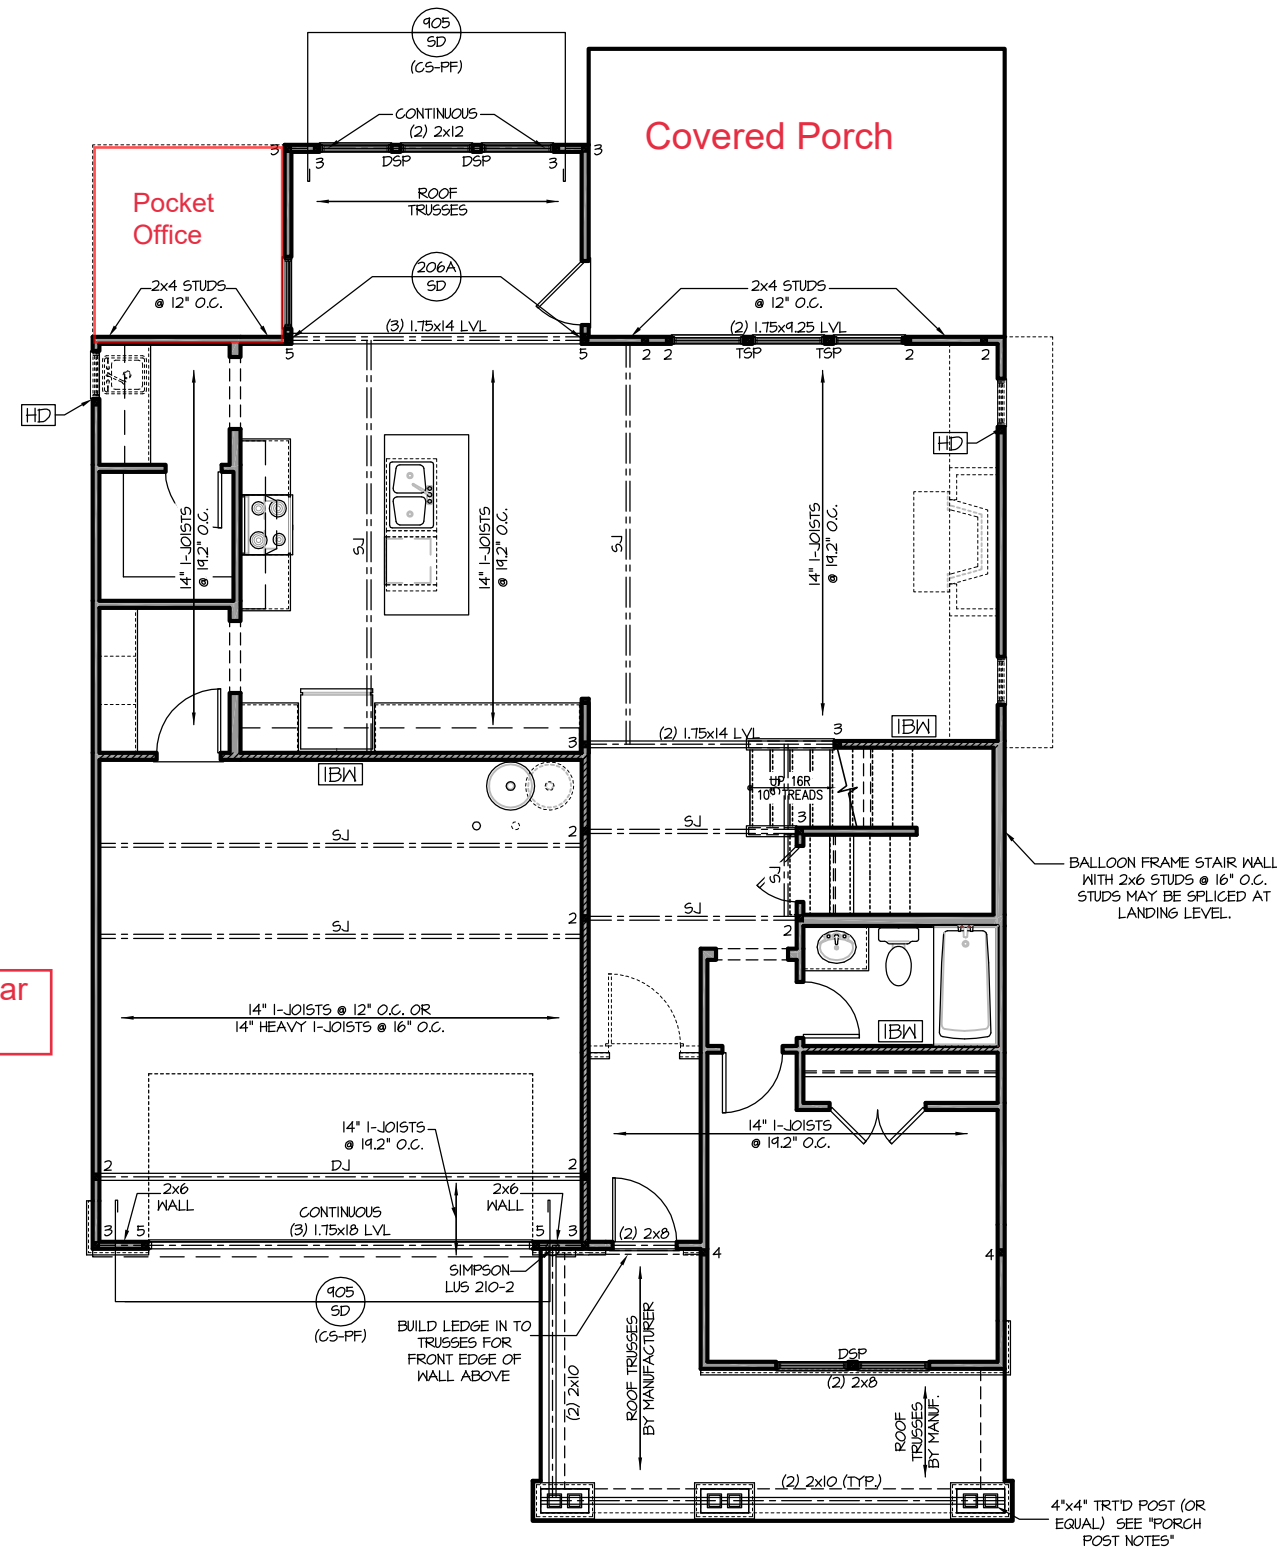 905
SD
(CS-PF)
CONTINUOUS
(2) 2x12
3
3
3
DSP
DSP
3
Covered Porch
Pocket
Office
ROOF
TRUSSES
206A
SD
2x4 STUDS
@ 12" O.C.
2x4 STUDS
@ 12" O.C.
(3) 1.75x14 LVL
(2) 1.75x9.25 LVL
5
5
2
2
TSP
TSP
2
2
HD
HD
14" I-JOISTS
@ 19.2" O.C.
SJ
14" I-JOISTS
@ 19.2" O.C.
SJ
14" I-JOISTS
@ 19.2" O.C.
3
(2) 1.75x14 LVL
3
IBW
IBW
UP 16R
10" TREADS
SJ
2
SJ
3
SJ
BALLOON FRAME STAIR WALL
WITH 2x6 STUDS @ 16" O.C.
STUDS MAY BE SPLICED AT
LANDING LEVEL.
SJ
2
SJ
2
ar
14" I-JOISTS @ 12" O.C. OR
14" HEAVY I-JOISTS @ 16" O.C.
IBW
14" I-JOISTS
@ 19.2" O.C.
14" I-JOISTS
@ 19.2" O.C.
2
DJ
2
2x6
WALL
2x6
WALL
CONTINUOUS
(3) 1.75x18 LVL
3
5
5
3
(2) 2x8
4
4
SIMPSON
LUS 210-2
905
SD
(CS-PF)
BUILD LEDGE IN TO
TRUSSES FOR
FRONT EDGE OF
WALL ABOVE
(2) 2x10
ROOF TRUSSES
BY MANUFACTURER
DSP
(2) 2x8
ROOF
TRUSSES
BY MANUF.
(2) 2x10 (TYP.)
4"x4" TRT'D POST (OR
EQUAL) SEE "PORCH
POST NOTES"